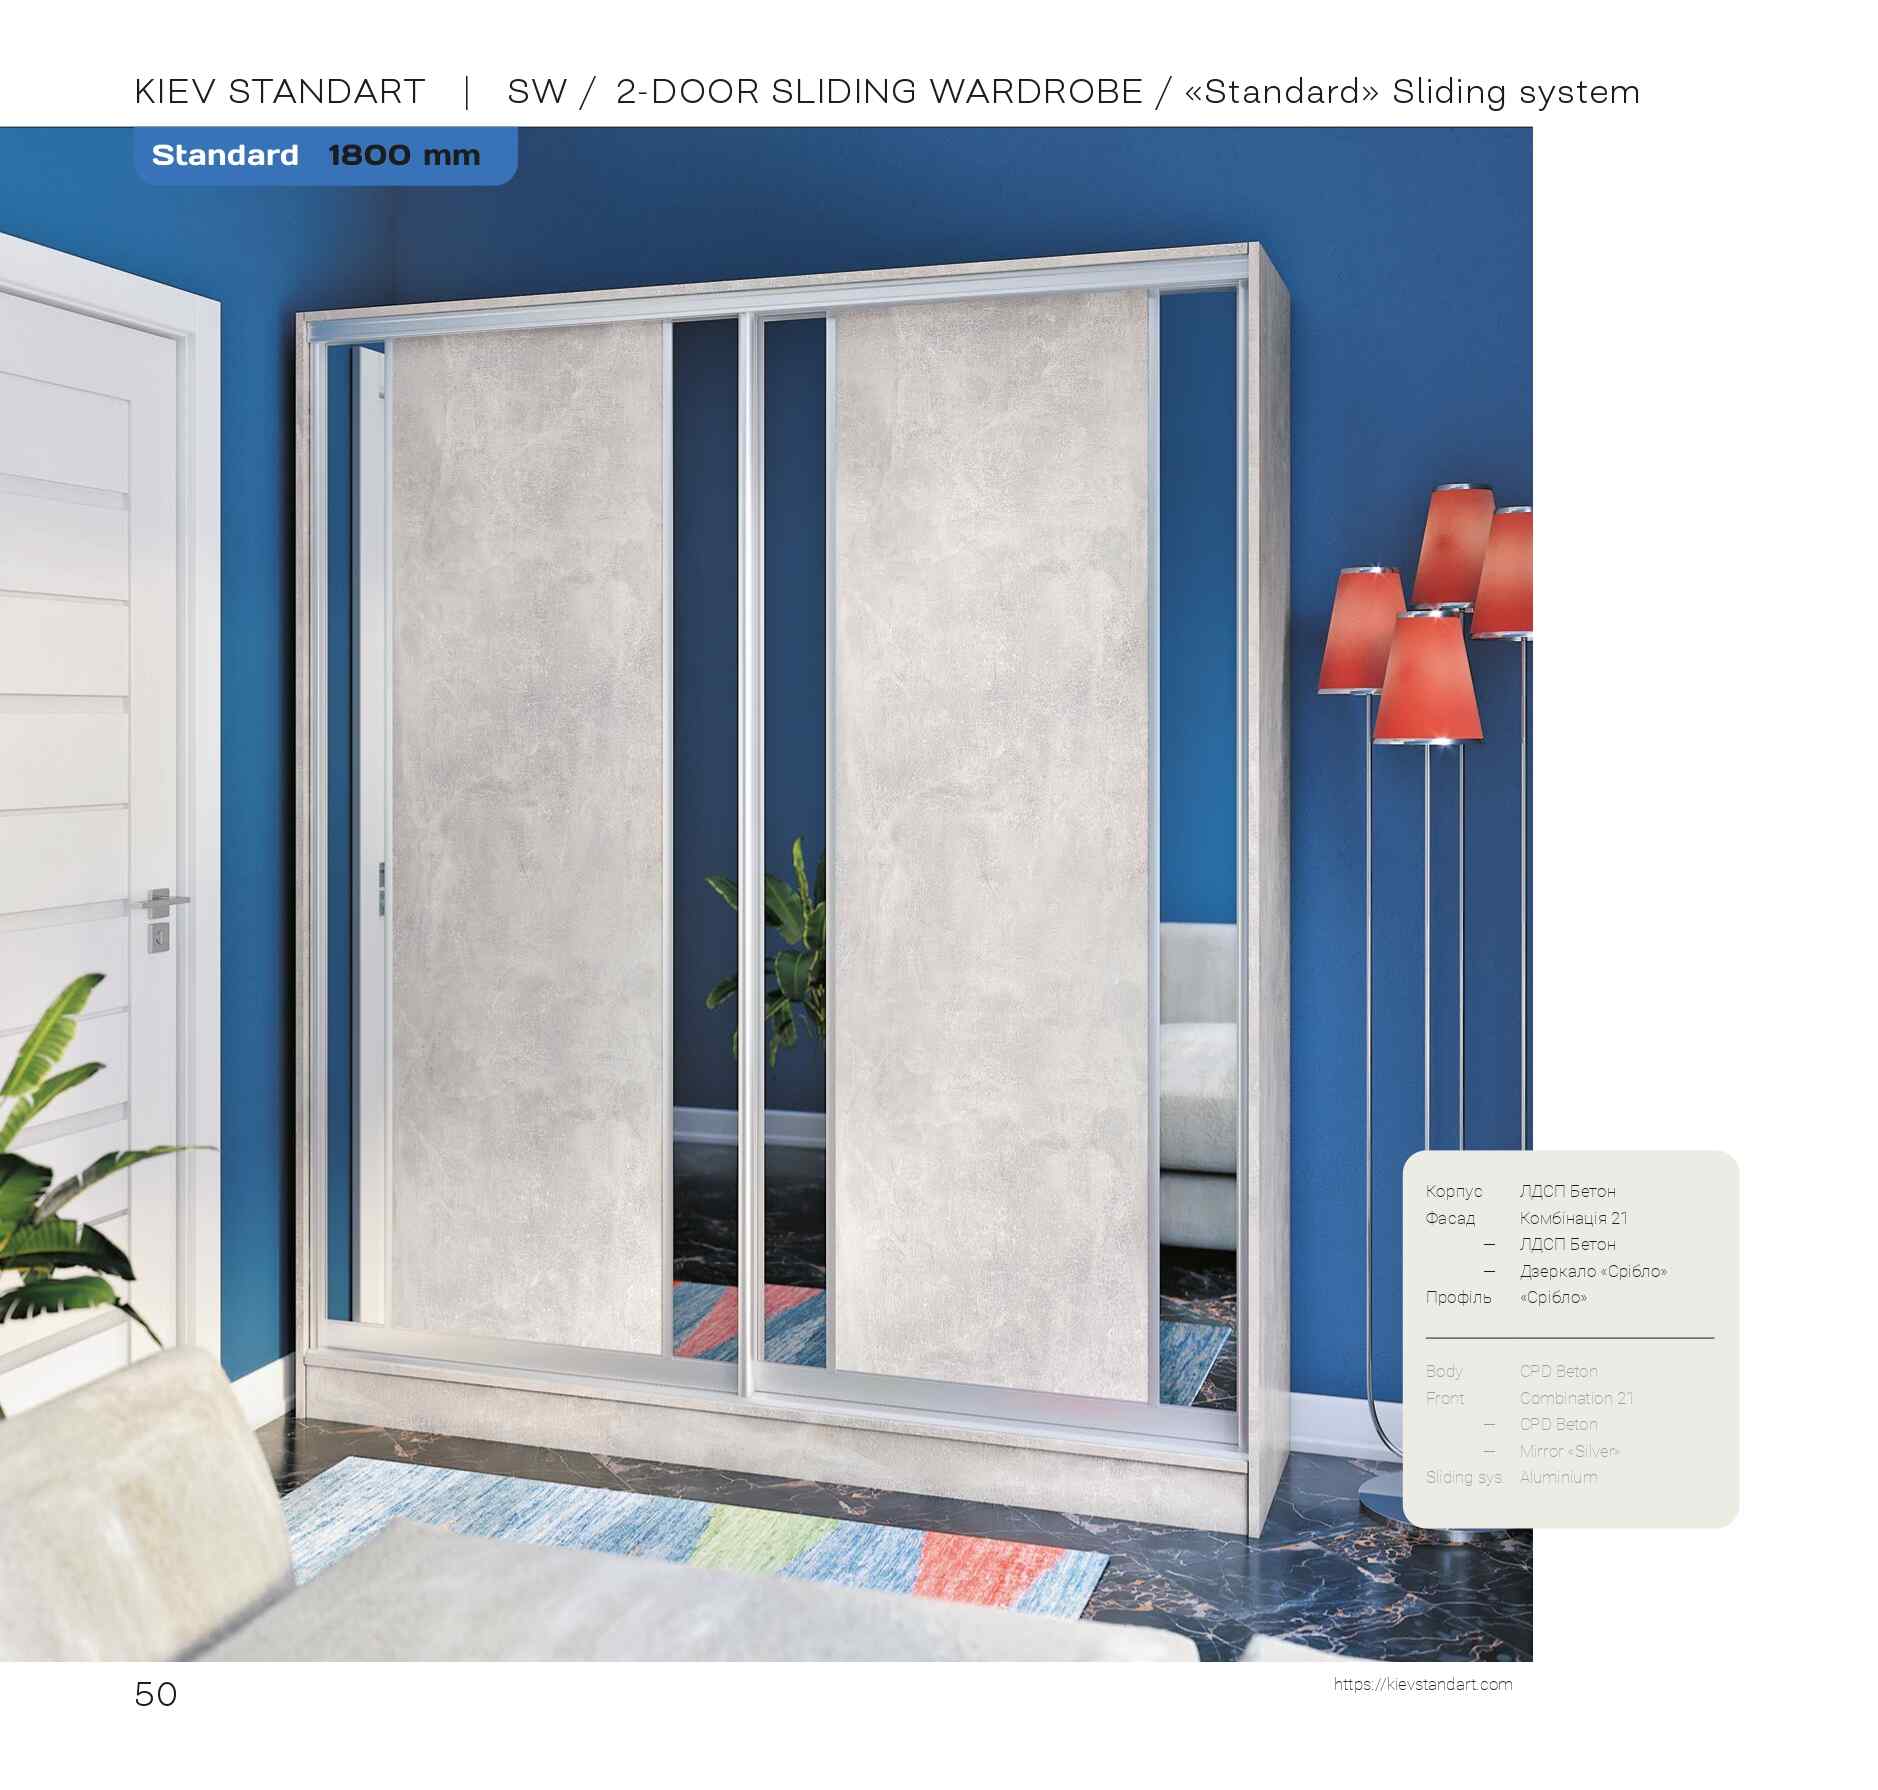 KIEV STANDART | SW / 2-DOOR SLIDING WARDROBE / «Standard» Sliding system
Standard 1800 mm
Корпус ЛДСП Бетон
Фасад Комбінація 21
— ЛДСП Бетон
— Дзеркало «Срібло»
Профіль «Срібло»
Body CPD Beton
Front Combination 21
— CPD Beton
— Mirror «Silver»
Sliding sys. Aluminium
50
https://kievstandart.com